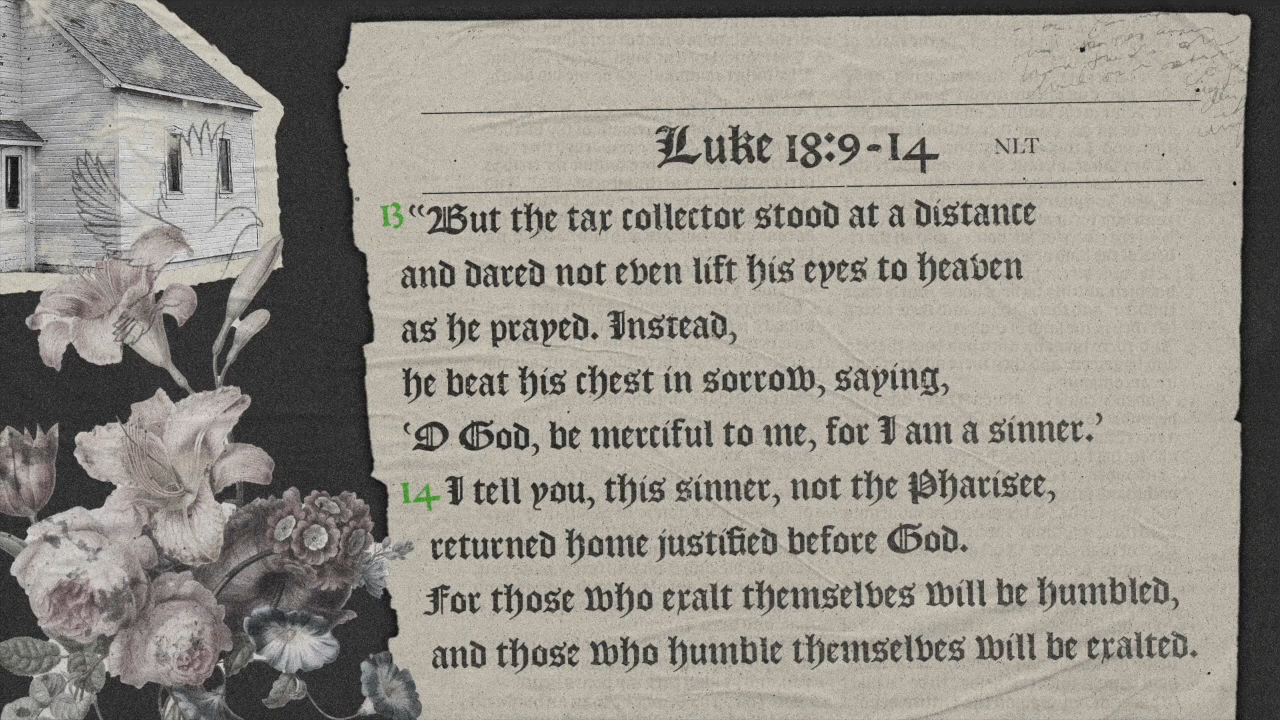 Luke 18:9-14 NLT
13 “But the tax collector stood at a distance
and dared not even lift his eyes to heaven
as he prayed. Instead,
he beat his chest in sorrow, saying,
‘O God, be merciful to me, for I am a sinner.’
14 I tell you, this sinner, not the Pharisee,
returned home justified before God.
For those who exalt themselves will be humbled,
and those who humble themselves will be exalted.